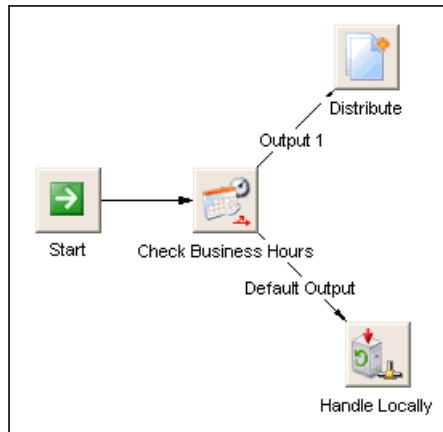 Distribute
Output 1
Start
Check Business Hours
Default Output
Handle Locally